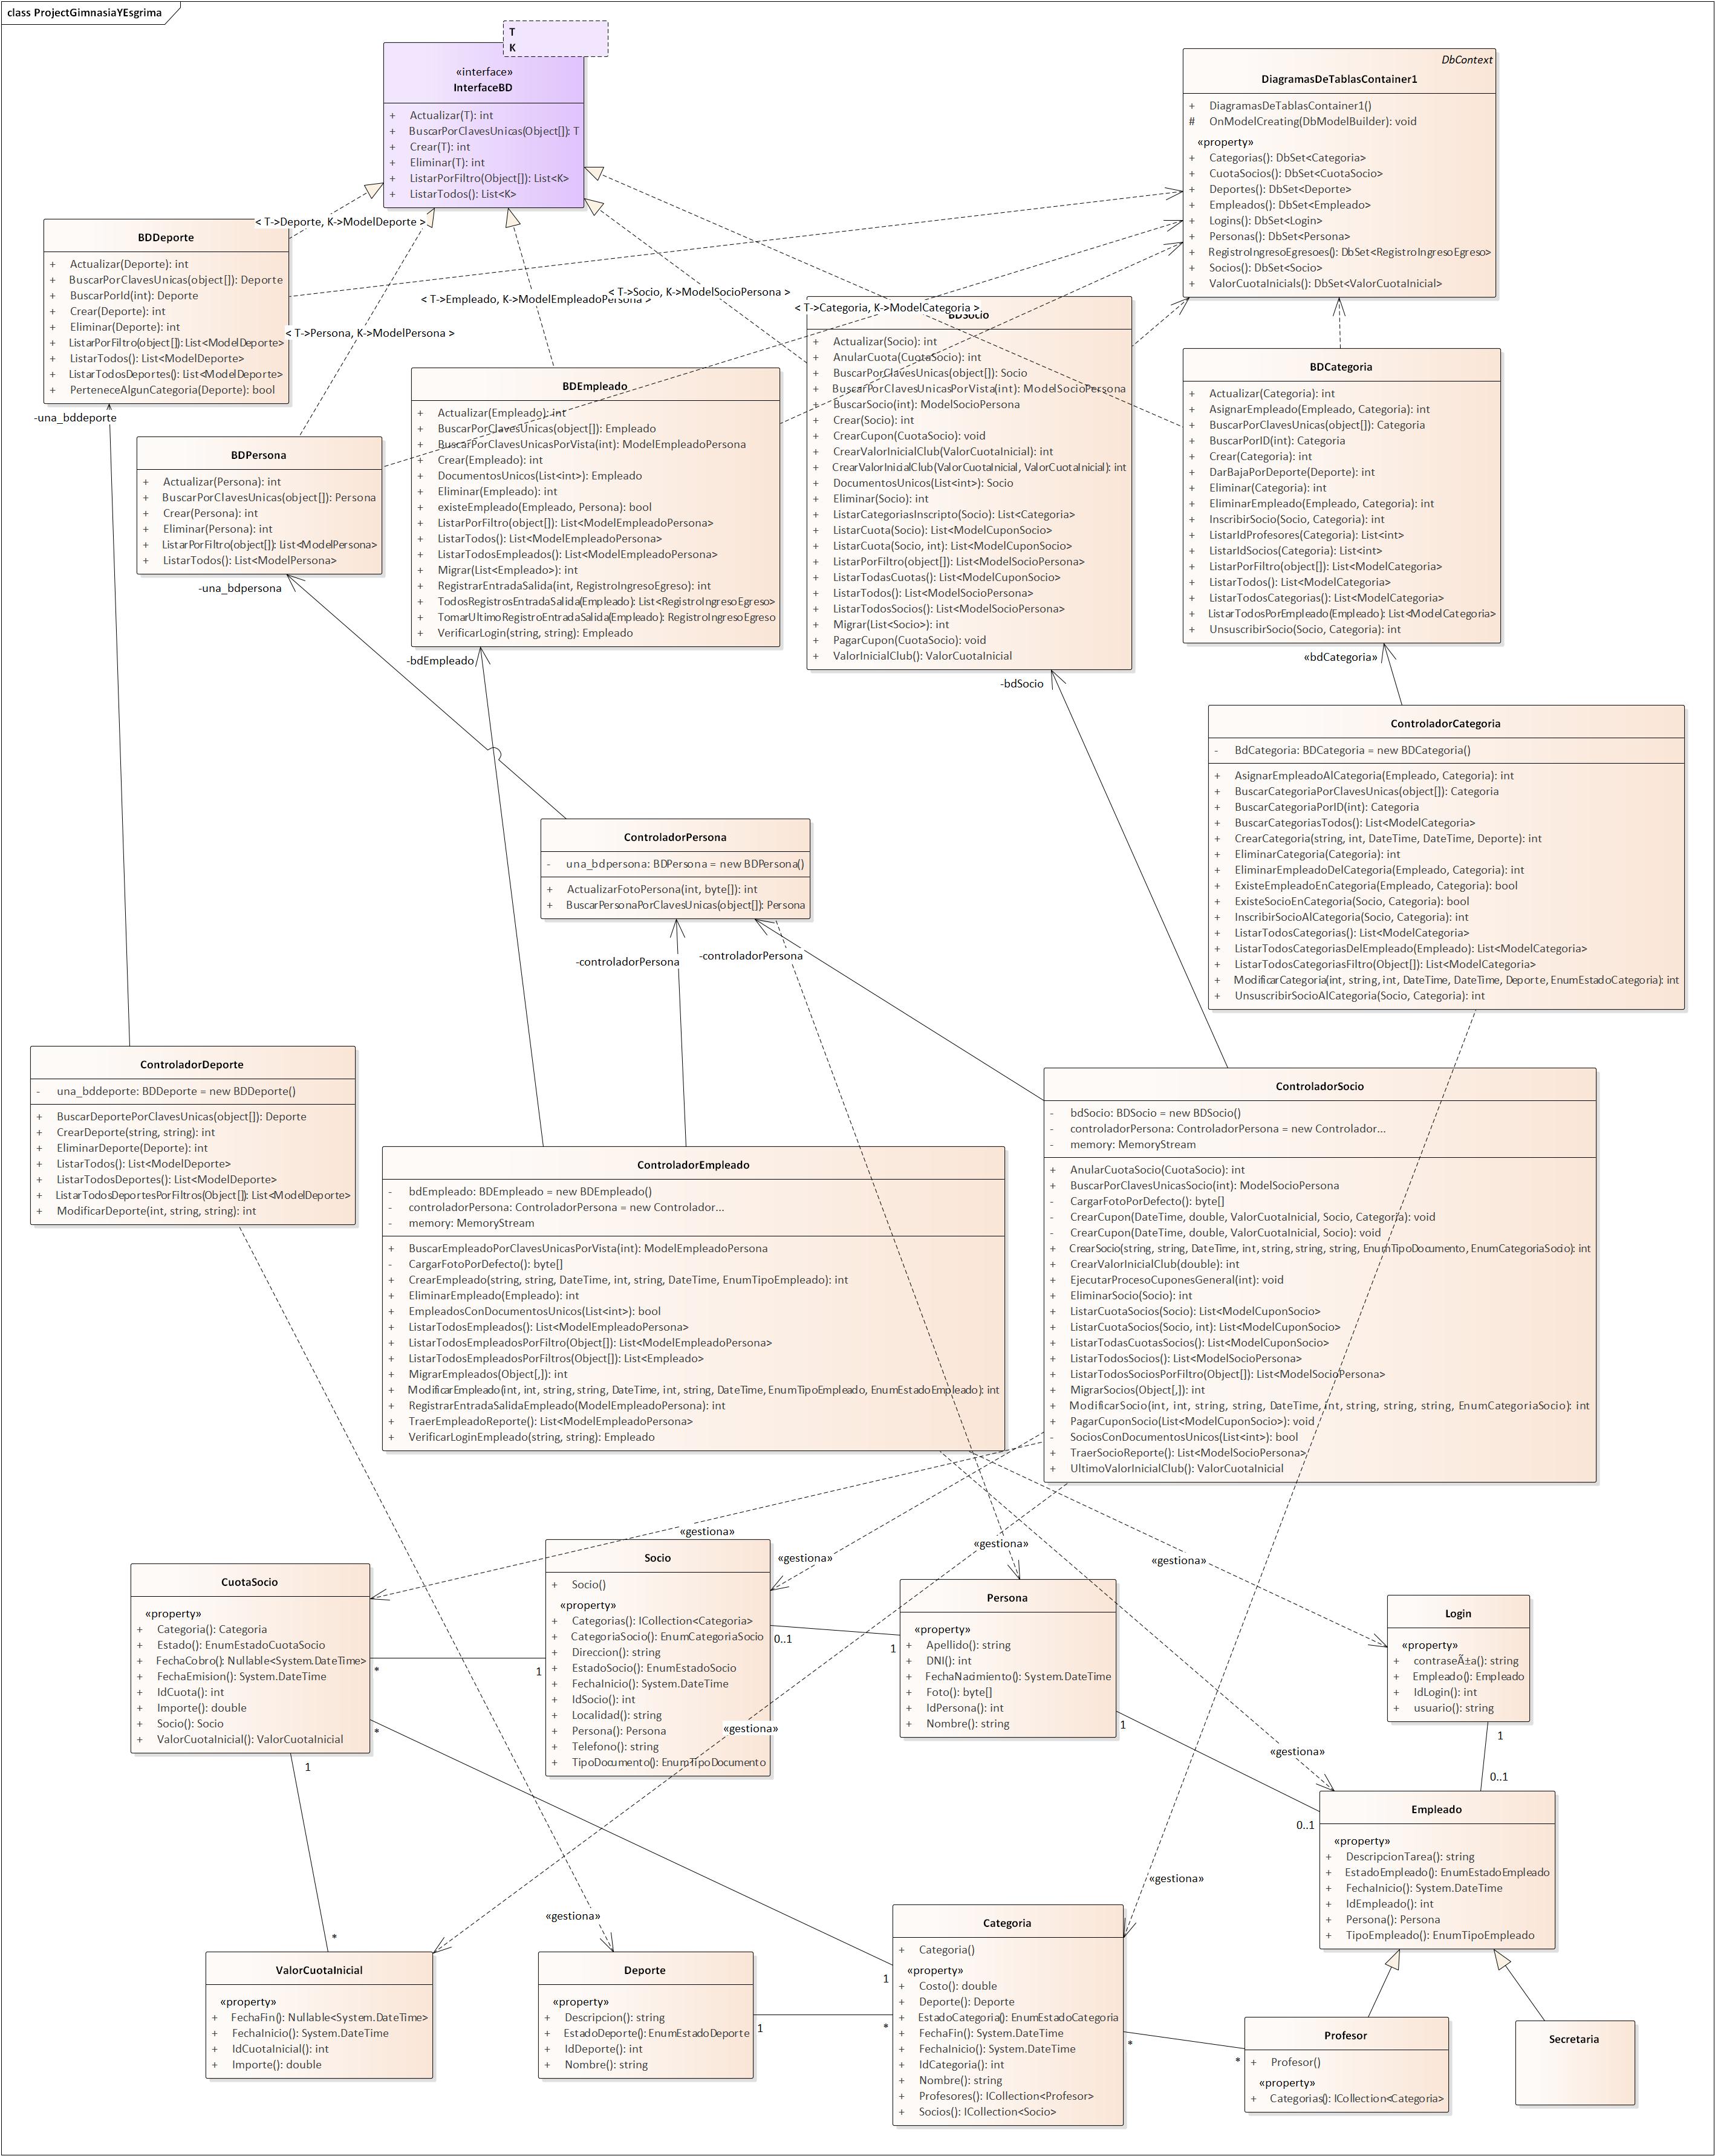 class ProjectGimnasiaYEsgrima
T
K
«interface»
InterfaceBD
+ Actualizar(T): int
+ BuscarPorClavesUnicas(Object[]): T
+ Crear(T): int
+ Eliminar(T): int
+ ListarPorFiltro(Object[]): List<K>
+ ListarTodos(): List<K>
DbContext
DiagramasDeTablasContainer1
+ DiagramasDeTablasContainer1()
# OnModelCreating(DbModelBuilder): void
«property»
+ Categorias(): DbSet<Categoria>
+ CuotaSocios(): DbSet<CuotaSocio>
+ Deportes(): DbSet<Deporte>
+ Empleados(): DbSet<Empleado>
+ Logins(): DbSet<Login>
+ Personas(): DbSet<Persona>
+ RegistroIngresoEgresoes(): DbSet<RegistroIngresoEgreso>
+ Socios(): DbSet<Socio>
+ ValorCuotaInicials(): DbSet<ValorCuotaInicial>
< T->Deporte, K->ModelDeporte >
< T->Persona, K->ModelPersona >
< T->Empleado, K->ModelEmpleadoPersona >
< T->Socio, K->ModelSocioPersona >
< T->Categoria, K->ModelCategoria >
BDDeporte
+ Actualizar(Deporte): int
+ BuscarPorClavesUnicas(object[]): Deporte
+ BuscarPorId(int): Deporte
+ Crear(Deporte): int
+ Eliminar(Deporte): int
+ ListarPorFiltro(object[]): List<ModelDeporte>
+ ListarTodos(): List<ModelDeporte>
+ ListarTodosDeportes(): List<ModelDeporte>
+ PerteneceAlgunCategoria(Deporte): bool
-una_bddeporte
BDPersona
+ Actualizar(Persona): int
+ BuscarPorClavesUnicas(object[]): Persona
+ Crear(Persona): int
+ Eliminar(Persona): int
+ ListarPorFiltro(object[]): List<ModelPersona>
+ ListarTodos(): List<ModelPersona>
-una_bdpersona
BDEmpleado
+ Actualizar(Empleado): int
+ BuscarPorClavesUnicas(object[]): Empleado
+ BuscarPorClavesUnicasPorVista(int): ModelEmpleadoPersona
+ Crear(Empleado): int
+ DocumentosUnicos(List<int>): Empleado
+ Eliminar(Empleado): int
+ existeEmpleado(Empleado, Persona): bool
+ ListarPorFiltro(object[]): List<ModelEmpleadoPersona>
+ ListarTodos(): List<ModelEmpleadoPersona>
+ ListarTodosEmpleados(): List<ModelEmpleadoPersona>
+ Migrar(List<Empleado>): int
+ RegistrarEntradaSalida(int, RegistroIngresoEgreso): int
+ TodosRegistrosEntradaSalida(Empleado): List<RegistroIngresoEgreso>
+ TomarUltimoRegistroEntradaSalida(Empleado): RegistroIngresoEgreso
+ VerificarLogin(string, string): Empleado
-bdEmpleado
BDSocio
+ Actualizar(Socio): int
+ AnularCuota(CuotaSocio): int
+ BuscarPorClavesUnicas(object[]): Socio
+ BuscarPorClavesUnicasPorVista(int): ModelSocioPersona
+ BuscarSocio(int): ModelSocioPersona
+ Crear(Socio): int
+ CrearCupon(CuotaSocio): void
+ CrearValorInicialClub(ValorCuotaInicial): int
+ CrearValorInicialClub(ValorCuotaInicial, ValorCuotaInicial): int
+ DocumentosUnicos(List<int>): Socio
+ Eliminar(Socio): int
+ ListarCategoriasInscripto(Socio): List<Categoria>
+ ListarCuota(Socio): List<ModelCuponSocio>
+ ListarCuota(Socio, int): List<ModelCuponSocio>
+ ListarPorFiltro(object[]): List<ModelSocioPersona>
+ ListarTodasCuotas(): List<ModelCuponSocio>
+ ListarTodos(): List<ModelSocioPersona>
+ ListarTodosSocios(): List<ModelSocioPersona>
+ Migrar(List<Socio>): int
+ PagarCupon(CuotaSocio): void
+ ValorInicialClub(): ValorCuotaInicial
-bdSocio
BDCategoria
+ Actualizar(Categoria): int
+ AsignarEmpleado(Empleado, Categoria): int
+ BuscarPorClavesUnicas(object[]): Categoria
+ BuscarPorID(int): Categoria
+ Crear(Categoria): int
+ DarBajaPorDeporte(Deporte): int
+ Eliminar(Categoria): int
+ EliminarEmpleado(Empleado, Categoria): int
+ InscribirSocio(Socio, Categoria): int
+ ListarIdProfesores(Categoria): List<int>
+ ListarIdSocios(Categoria): List<int>
+ ListarPorFiltro(object[]): List<ModelCategoria>
+ ListarTodos(): List<ModelCategoria>
+ ListarTodosCategorias(): List<ModelCategoria>
+ ListarTodosPorEmpleado(Empleado): List<ModelCategoria>
+ UnsuscribirSocio(Socio, Categoria): int
«bdCategoria»
ControladorCategoria
- BdCategoria: BDCategoria = new BDCategoria()
+ AsignarEmpleadoAlCategoria(Empleado, Categoria): int
+ BuscarCategoriaPorClavesUnicas(object[]): Categoria
+ BuscarCategoriaPorID(int): Categoria
+ BuscarCategoriasTodos(): List<ModelCategoria>
+ CrearCategoria(string, int, DateTime, DateTime, Deporte): int
+ EliminarCategoria(Categoria): int
+ EliminarEmpleadoDelCategoria(Empleado, Categoria): int
+ ExisteEmpleadoEnCategoria(Empleado, Categoria): bool
+ ExisteSocioEnCategoria(Socio, Categoria): bool
+ InscribirSocioAlCategoria(Socio, Categoria): int
+ ListarTodosCategorias(): List<ModelCategoria>
+ ListarTodosCategoriasDelEmpleado(Empleado): List<ModelCategoria>
+ ListarTodosCategoriasFiltro(Object[]): List<ModelCategoria>
+ ModificarCategoria(int, string, int, DateTime, DateTime, Deporte, EnumEstadoCategoria): int
+ UnsuscribirSocioAlCategoria(Socio, Categoria): int
ControladorPersona
- una_bdpersona: BDPersona = new BDPersona()
+ ActualizarFotoPersona(int, byte[]): int
+ BuscarPersonaPorClavesUnicas(object[]): Persona
-controladorPersona
-controladorPersona
ControladorDeporte
- una_bddeporte: BDDeporte = new BDDeporte()
+ BuscarDeportePorClavesUnicas(object[]): Deporte
+ CrearDeporte(string, string): int
+ EliminarDeporte(Deporte): int
+ ListarTodos(): List<ModelDeporte>
+ ListarTodosDeportes(): List<ModelDeporte>
+ ListarTodosDeportesPorFiltros(Object[]): List<ModelDeporte>
+ ModificarDeporte(int, string, string): int
ControladorEmpleado
- bdEmpleado: BDEmpleado = new BDEmpleado()
- controladorPersona: ControladorPersona = new Controlador...
- memory: MemoryStream
+ BuscarEmpleadoPorClavesUnicasPorVista(int): ModelEmpleadoPersona
- CargarFotoPorDefecto(): byte[]
+ CrearEmpleado(string, string, DateTime, int, string, DateTime, EnumTipoEmpleado): int
+ EliminarEmpleado(Empleado): int
+ EmpleadosConDocumentosUnicos(List<int>): bool
+ ListarTodosEmpleados(): List<ModelEmpleadoPersona>
+ ListarTodosEmpleadosPorFiltro(Object[]): List<ModelEmpleadoPersona>
+ ListarTodosEmpleadosPorFiltros(Object[]): List<Empleado>
+ MigrarEmpleados(Object[,]): int
+ ModificarEmpleado(int, int, string, string, DateTime, int, string, DateTime, EnumTipoEmpleado, EnumEstadoEmpleado): int
+ RegistrarEntradaSalidaEmpleado(ModelEmpleadoPersona): int
+ TraerEmpleadoReporte(): List<ModelEmpleadoPersona>
+ VerificarLoginEmpleado(string, string): Empleado
ControladorSocio
- bdSocio: BDSocio = new BDSocio()
- controladorPersona: ControladorPersona = new Controlador...
- memory: MemoryStream
+ AnularCuotaSocio(CuotaSocio): int
+ BuscarPorClavesUnicasSocio(int): ModelSocioPersona
- CargarFotoPorDefecto(): byte[]
- CrearCupon(DateTime, double, ValorCuotaInicial, Socio, Categoria): void
- CrearCupon(DateTime, double, ValorCuotaInicial, Socio): void
+ CrearSocio(string, string, DateTime, int, string, string, string, EnumTipoDocumento, EnumCategoriaSocio): int
+ CrearValorInicialClub(double): int
+ EjecutarProcesoCuponesGeneral(int): void
+ EliminarSocio(Socio): int
+ ListarCuotaSocios(Socio): List<ModelCuponSocio>
+ ListarCuotaSocios(Socio, int): List<ModelCuponSocio>
+ ListarTodasCuotasSocios(): List<ModelCuponSocio>
+ ListarTodosSocios(): List<ModelSocioPersona>
+ ListarTodosSociosPorFiltro(Object[]): List<ModelSocioPersona>
+ MigrarSocios(Object[,]): int
+ ModificarSocio(int, int, string, string, DateTime, int, string, string, string, EnumCategoriaSocio): int
+ PagarCuponSocio(List<ModelCuponSocio>): void
- SociosConDocumentosUnicos(List<int>): bool
+ TraerSocioReporte(): List<ModelSocioPersona>
+ UltimoValorInicialClub(): ValorCuotaInicial
«gestiona»
«gestiona»
«gestiona»
«gestiona»
«gestiona»
«gestiona»
«gestiona»
«gestiona»
CuotaSocio
«property»
+ Categoria(): Categoria
+ Estado(): EnumEstadoCuotaSocio
+ FechaCobro(): Nullable<System.DateTime>
+ FechaEmision(): System.DateTime
+ IdCuota(): int
+ Importe(): double
+ Socio(): Socio
+ ValorCuotaInicial(): ValorCuotaInicial
*
1
*
1
1
*
Socio
+ Socio()
«property»
+ Categorias(): ICollection<Categoria>
+ CategoriaSocio(): EnumCategoriaSocio
+ Direccion(): string
+ EstadoSocio(): EnumEstadoSocio
+ FechaInicio(): System.DateTime
+ IdSocio(): int
+ Localidad(): string
+ Persona(): Persona
+ Telefono(): string
+ TipoDocumento(): EnumTipoDocumento
0..1
1
Persona
«property»
+ Apellido(): string
+ DNI(): int
+ FechaNacimiento(): System.DateTime
+ Foto(): byte[]
+ IdPersona(): int
+ Nombre(): string
1
0..1
Login
«property»
+ contraseÃ±a(): string
+ Empleado(): Empleado
+ IdLogin(): int
+ usuario(): string
1
0..1
Empleado
«property»
+ DescripcionTarea(): string
+ EstadoEmpleado(): EnumEstadoEmpleado
+ FechaInicio(): System.DateTime
+ IdEmpleado(): int
+ Persona(): Persona
+ TipoEmpleado(): EnumTipoEmpleado
ValorCuotaInicial
«property»
+ FechaFin(): Nullable<System.DateTime>
+ FechaInicio(): System.DateTime
+ IdCuotaInicial(): int
+ Importe(): double
Deporte
«property»
+ Descripcion(): string
+ EstadoDeporte(): EnumEstadoDeporte
+ IdDeporte(): int
+ Nombre(): string
1
*
Categoria
+ Categoria()
«property»
+ Costo(): double
+ Deporte(): Deporte
+ EstadoCategoria(): EnumEstadoCategoria
+ FechaFin(): System.DateTime
+ FechaInicio(): System.DateTime
+ IdCategoria(): int
+ Nombre(): string
+ Profesores(): ICollection<Profesor>
+ Socios(): ICollection<Socio>
*
*
Profesor
+ Profesor()
«property»
+ Categorias(): ICollection<Categoria>
Secretaria